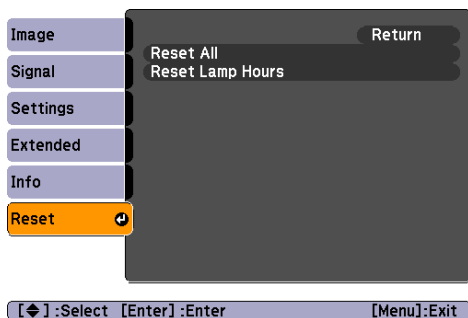 Image
Signal
Settings
Extended
Info
Reset
Return
Reset All
Reset Lamp Hours
[◆] :Select [Enter] :Enter [Menu]:Exit